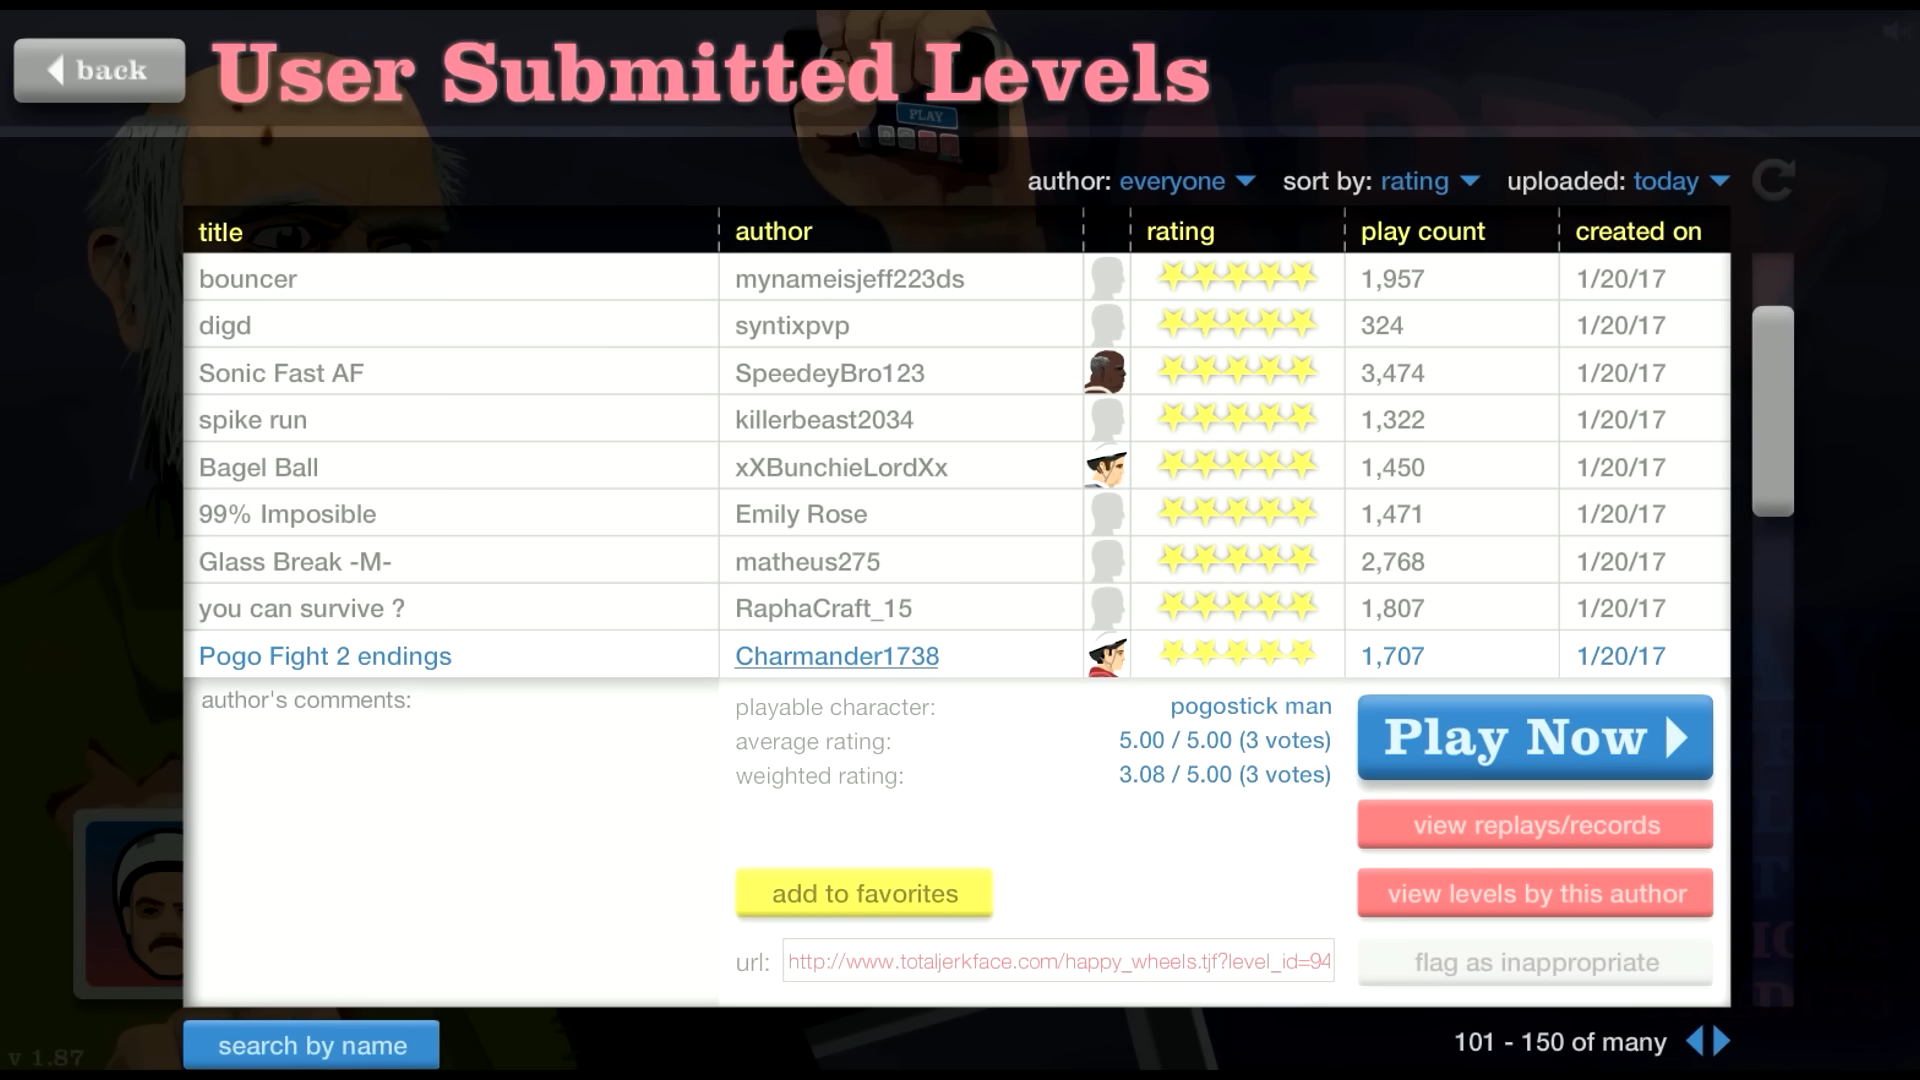 back
User Submitted Levels
PLAY
author: everyone sort by: rating uploaded: today
title author rating play count created on
bouncer mynameisjeff223ds 1,957 1/20/17
digd syntixpvp 324 1/20/17
Sonic Fast AF SpeedeyBro123 3,474 1/20/17
spike run killerbeast2034 1,322 1/20/17
Bagel Ball xXBunchieLordXx 1,450 1/20/17
99% Imposible Emily Rose 1,471 1/20/17
Glass Break -M- matheus275 2,768 1/20/17
you can survive ? RaphaCraft_15 1,807 1/20/17
Pogo Fight 2 endings Charmander1738 1,707 1/20/17
author's comments:
playable character: pogostick man
average rating: 5.00 / 5.00 (3 votes)
weighted rating: 3.08 / 5.00 (3 votes)
Play Now
view replays/records
add to favorites
view levels by this author
url: http://www.totaljerkface.com/happy_wheels.tjf?level_id=94
flag as inappropriate
search by name
101 - 150 of many
v 1.87